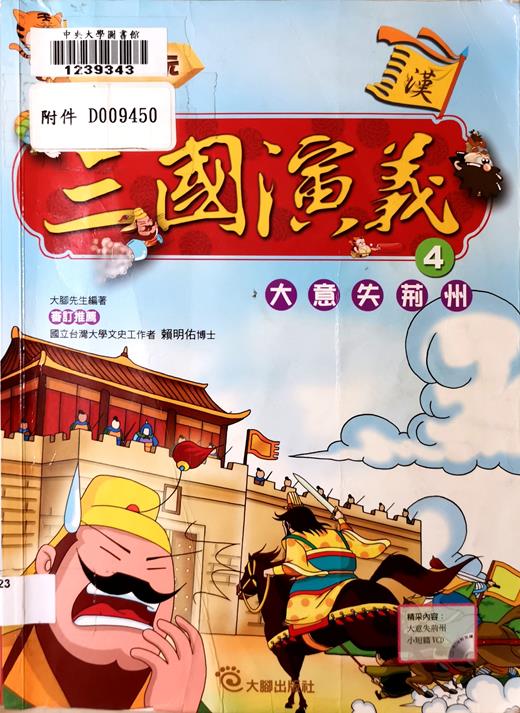 中央大學圖書館
1239343
附件 D009450
玩
漢
三國演義
4
大意失荊州
大腳先生編著
審訂推薦
國立台灣大學文史工作者 賴明佑博士
23
精采內容：
大意失荊州
小短篇VCD
大腳出版社